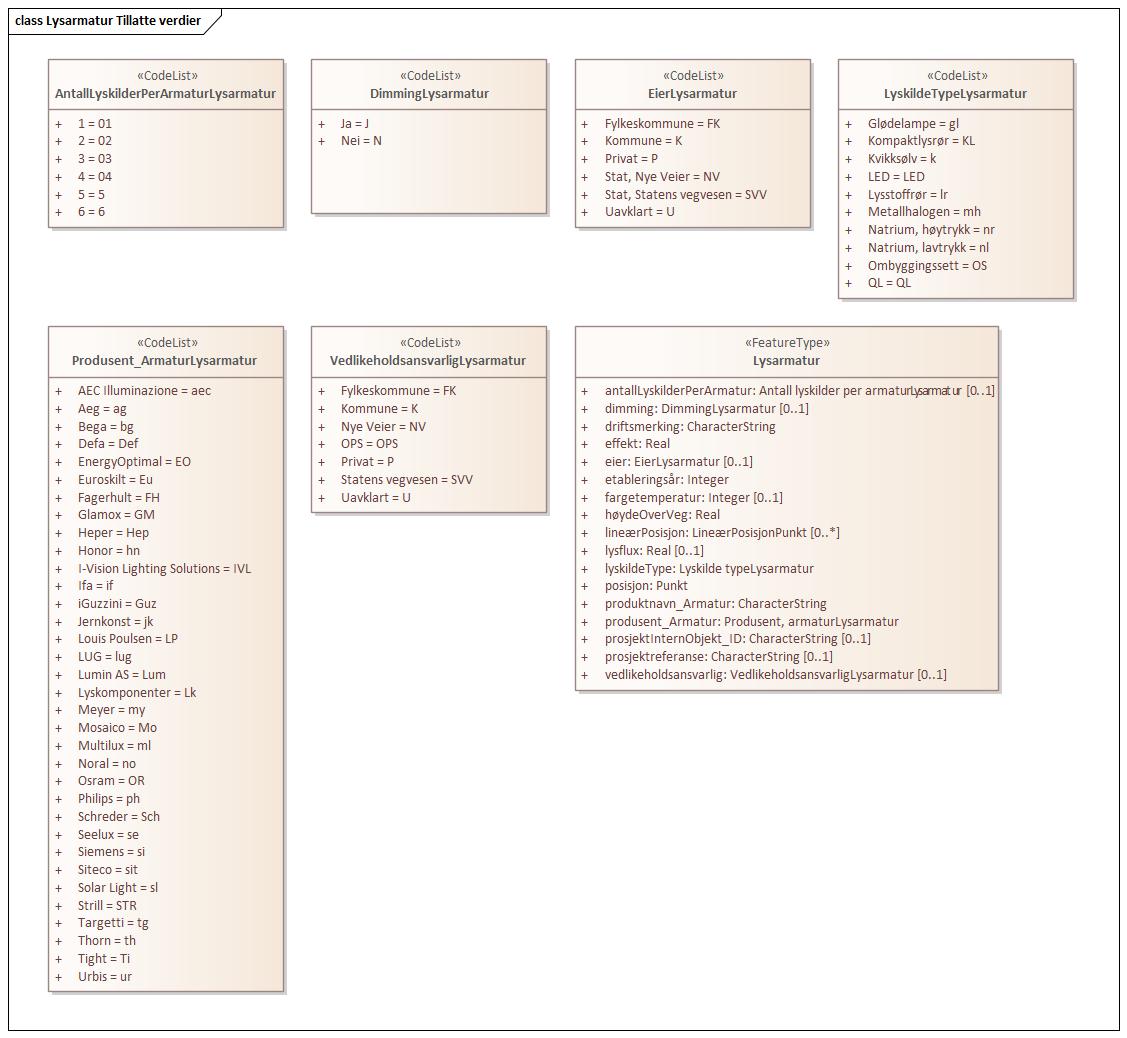 class Lysarmatur Tillatte verdier
«CodeList»
AntallLyskilderPerArmaturLysarmatur
+ 1 = 01
+ 2 = 02
+ 3 = 03
+ 4 = 04
+ 5 = 5
+ 6 = 6
«CodeList»
DimmingLysarmatur
+ Ja = J
+ Nei = N
«CodeList»
EierLysarmatur
+ Fylkeskommune = FK
+ Kommune = K
+ Privat = P
+ Stat, Nye Veier = NV
+ Stat, Statens vegvesen = SVV
+ Uavklart = U
«CodeList»
LyskildeTypeLysarmatur
+ Glødelampe = gl
+ Kompaktlysrør = KL
+ Kvikksølv = k
+ LED = LED
+ Lysstoffrør = lr
+ Metallhalogen = mh
+ Natrium, høytrykk = nr
+ Natrium, lavtrykk = nl
+ Ombyggingssett = OS
+ QL = QL
«CodeList»
Produsent_ArmaturLysarmatur
+ AEC Illuminazione = aec
+ Aeg = ag
+ Bega = bg
+ Defa = Def
+ EnergyOptimal = EO
+ Euroskilt = Eu
+ Fagerhult = FH
+ Glamox = GM
+ Heper = Hep
+ Honor = hn
+ I-Vision Lighting Solutions = IVL
+ Ifa = if
+ iGuzzini = Guz
+ Jernkonst = jk
+ Louis Poulsen = LP
+ LUG = lug
+ Lumin AS = Lum
+ Lyskomponenter = Lk
+ Meyer = my
+ Mosaico = Mo
+ Multilux = ml
+ Noral = no
+ Osram = OR
+ Philips = ph
+ Schreder = Sch
+ Seelux = se
+ Siemens = si
+ Siteco = sit
+ Solar Light = sl
+ Strill = STR
+ Targetti = tg
+ Thorn = th
+ Tight = Ti
+ Urbis = ur
«CodeList»
VedlikeholdsansvarligLysarmatur
+ Fylkeskommune = FK
+ Kommune = K
+ Nye Veier = NV
+ OPS = OPS
+ Privat = P
+ Statens vegvesen = SVV
+ Uavklart = U
«FeatureType»
Lysarmatur
+ antallLyskilderPerArmatur: Antall lyskilder per armaturLysarmatur [0..1]
+ dimming: DimmingLysarmatur [0..1]
+ driftsmerking: CharacterString
+ effekt: Real
+ eier: EierLysarmatur [0..1]
+ etableringsår: Integer
+ fargetemperatur: Integer [0..1]
+ høydeOverVeg: Real
+ lineærPosisjon: LineærPosisjonPunkt [0..*]
+ lysflux: Real [0..1]
+ lyskildeType: Lyskilde typeLysarmatur
+ posisjon: Punkt
+ produktnavn_Armatur: CharacterString
+ produsent_Armatur: Produsent, armaturLysarmatur
+ prosjektInternObjekt_ID: CharacterString [0..1]
+ prosjektreferanse: CharacterString [0..1]
+ vedlikeholdsansvarlig: VedlikeholdsansvarligLysarmatur [0..1]